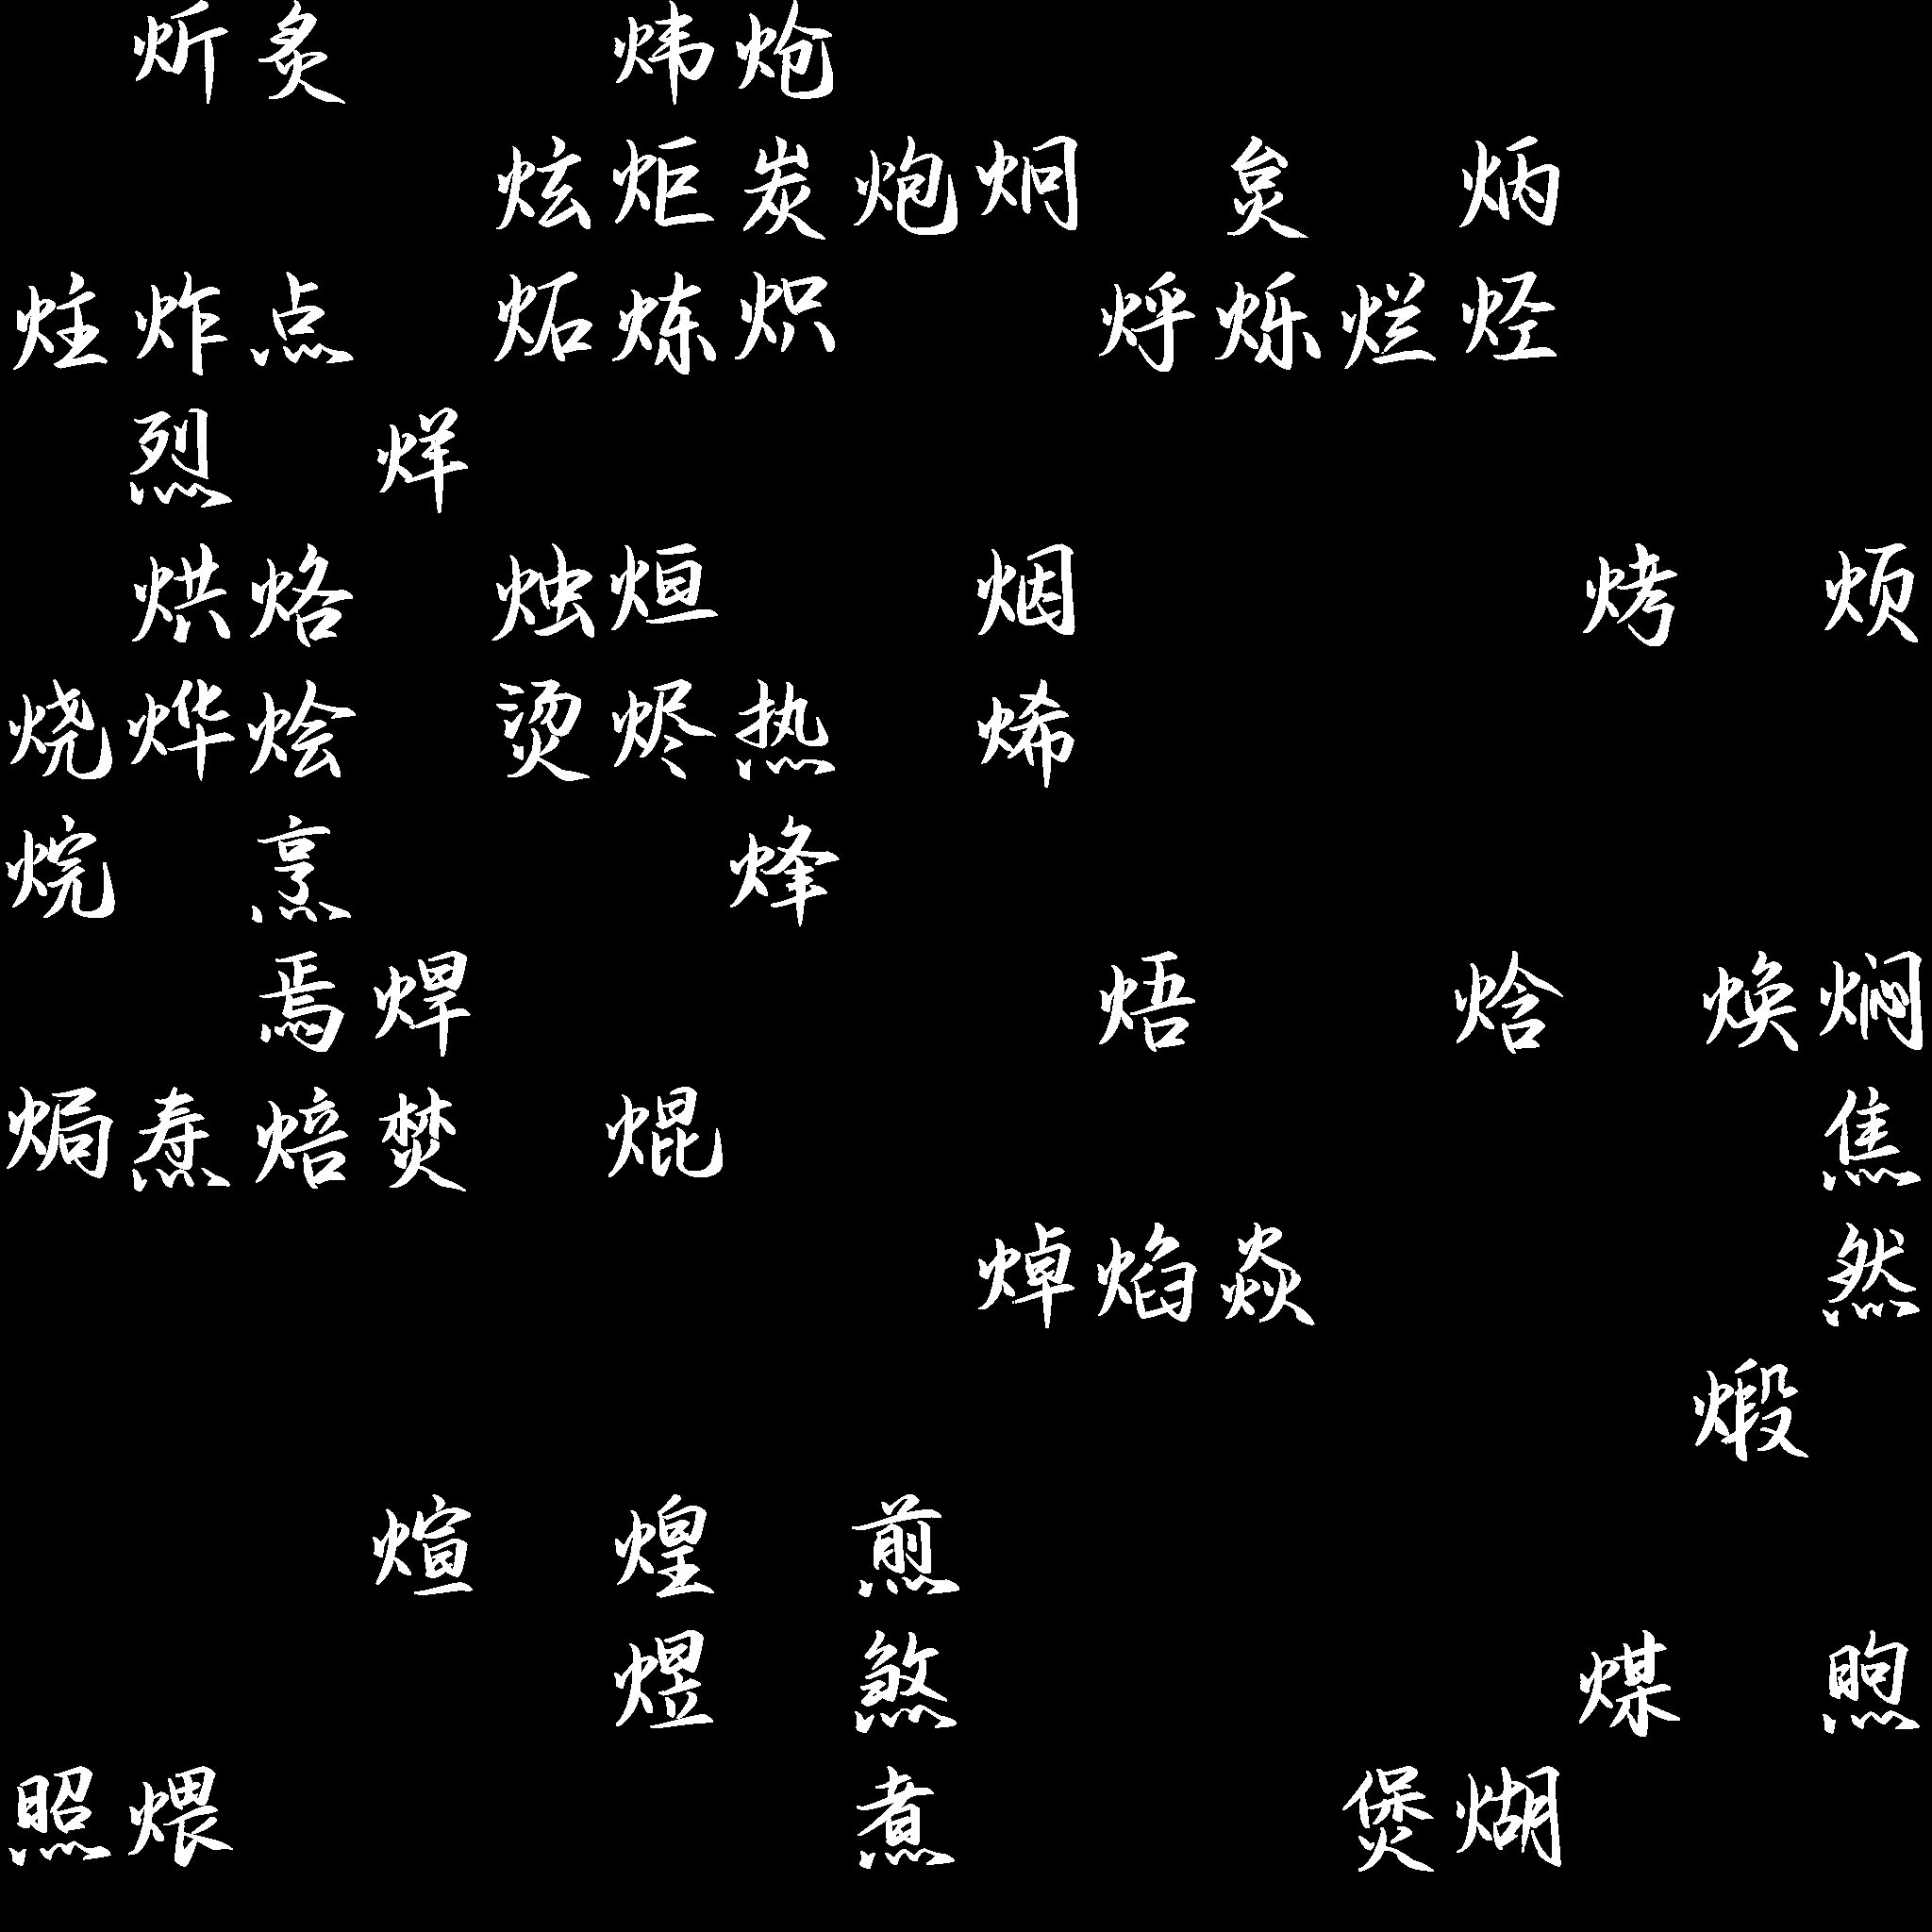 炘炙 炜炝
炫炬炭炮炯 炱 炳
炷炸点 炻炼炽 烀烁烂烃
烈 烊
烘烙 烛烜 烟 烤 烦
烧烨烩 烫烬热 烯
烷 烹 烽
焉焊 焐 焓 焕焖
焗焘焙焚 焜 焦
焯焰焱 然
煅
煊 煌 煎
煜 煞 煤 煦
照煨 煮 煲煳